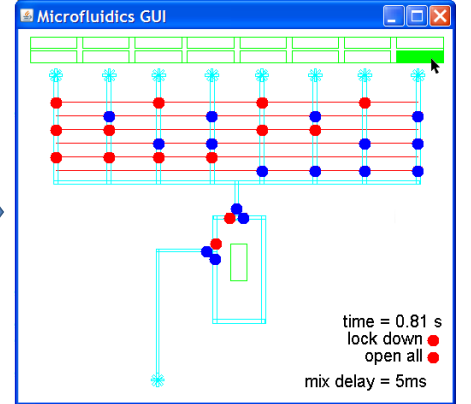 Microfluidics GUI
time = 0.81 s
lock down
open all
mix delay = 5ms